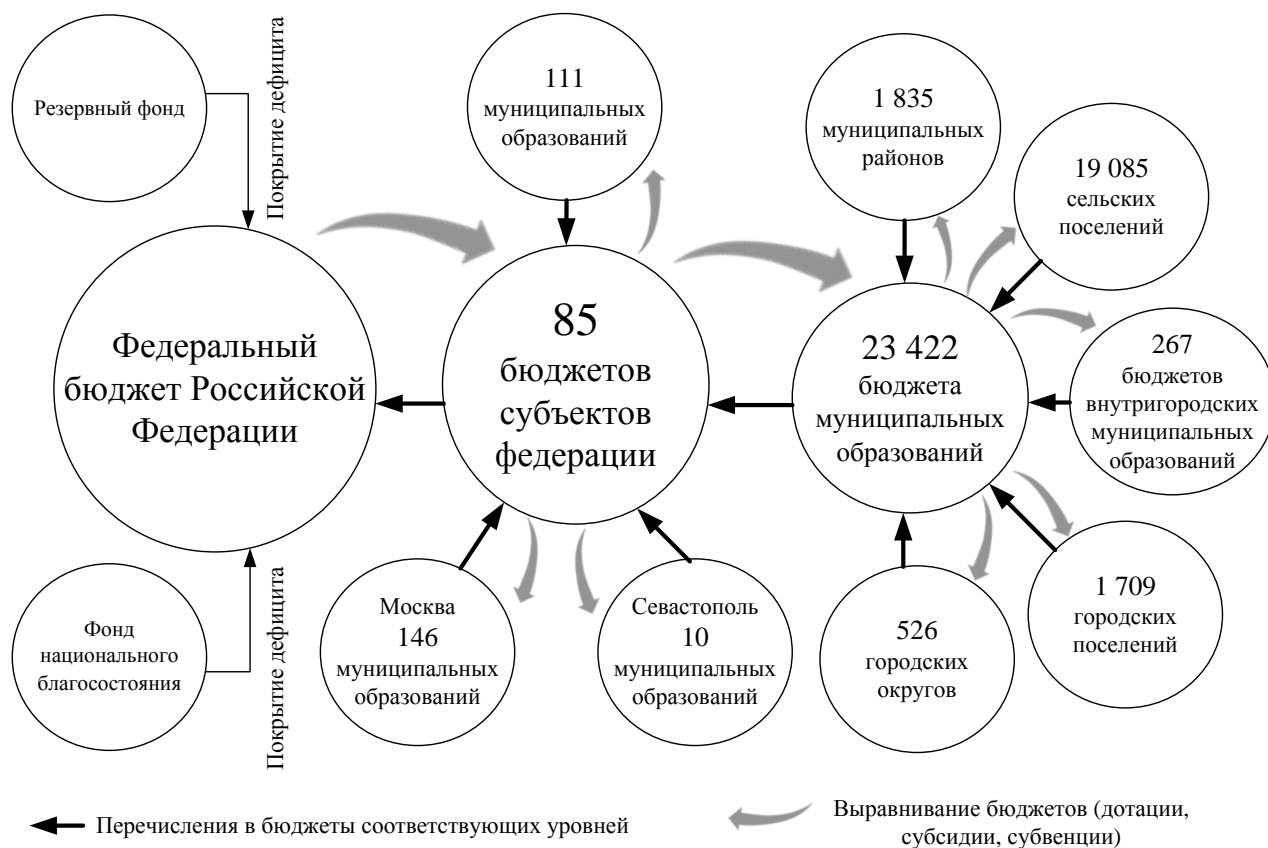 Резервный фонд
Покрытие дефицита
111
муниципальных
образований
1 835
муниципальных
районов
19 085
сельских
поселений
Федеральный
бюджет Российской
Федерации
85
бюджетов
субъектов
федерации
23 422
бюджета
муниципальных
образований
267
бюджетов
внутригородских
муниципальных
образований
Фонд
национального
благосостояния
Покрытие дефицита
Москва
146
муниципальных
образований
Севастополь
10
муниципальных
образований
526
городских
округов
1 709
городских
поселений
Перечисления в бюджеты соответствующих уровней
Выравнивание бюджетов (дотации,
субсидии, субвенции)